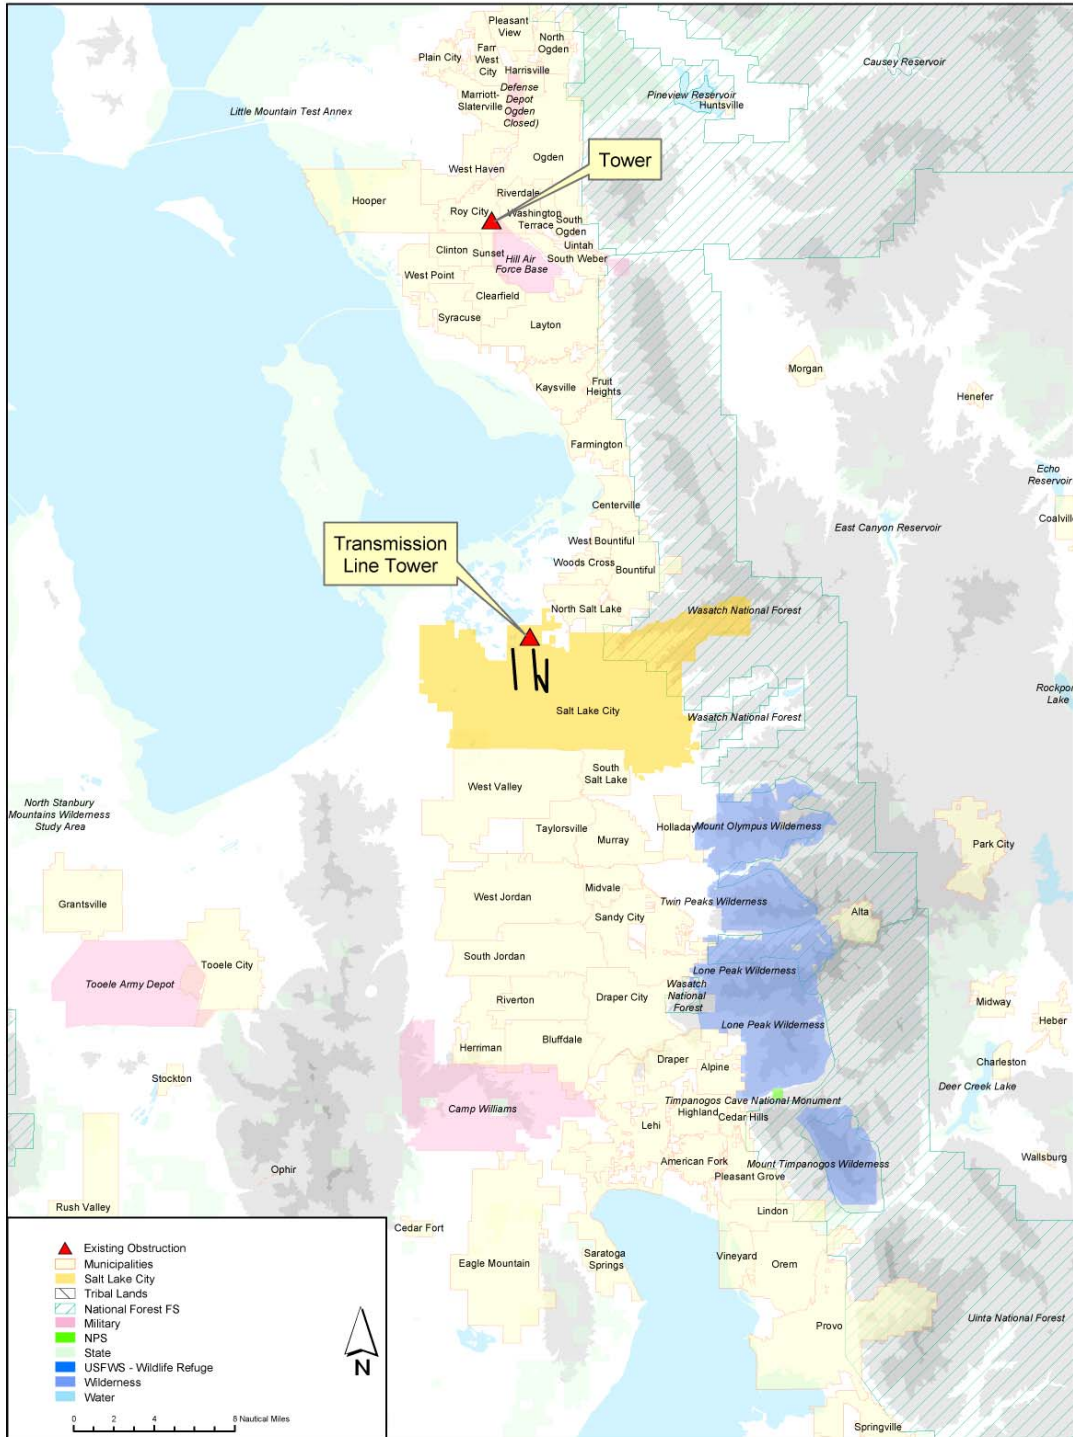 Pleasant
View
North
Ogden
Plain City
Farr
West
City
Harrisville
Causey Reservoir
Defense
Depot
Ogden
Closed)
Marriott-
Slaterville
Pineview Reservoir
Huntsville
Little Mountain Test Annex
Ogden
Tower
West Haven
Riverdale
Hooper
Roy City
Washington
Terrace
South
Ogden
Uintah
Clinton
Sunset
South Weber
Hill Air
Force Base
West Point
Clearfield
Syracuse
Layton
Morgan
Kaysville
Fruit
Heights
Henefer
Farmington
Echo
Reservoir
Centerville
Coalville
East Canyon Reservoir
Transmission
Line Tower
West Bountiful
Woods Cross
Bountiful
North Salt Lake
Wasatch National Forest
Rockport
Lake
Salt Lake City
Wasatch National Forest
South
Salt Lake
West Valley
North Stanbury
Mountains Wilderness
Study Area
Taylorsville
Murray
Holladay
Mount Olympus Wilderness
Park City
Midvale
West Jordan
Twin Peaks Wilderness
Grantsville
Sandy City
Alta
South Jordan
Tooele City
Lone Peak Wilderness
Tooele Army Depot
Wasatch
National
Forest
Riverton
Draper City
Midway
Heber
Lone Peak Wilderness
Bluffdale
Herriman
Draper
Alpine
Charleston
Stockton
Deer Creek Lake
Timpanogos Cave National Monument
Camp Williams
Highland
Cedar Hills
Lehi
Wallsburg
American Fork
Mount Timpanogos Wilderness
Ophir
Pleasant Grove
Rush Valley
Lindon
Cedar Fort
Saratoga
Springs
Vineyard
Orem
Eagle Mountain
Provo
Uinta National Forest
Springville
Existing Obstruction
Municipalities
Salt Lake City
Tribal Lands
National Forest FS
Military
NPS
State
USFWS - Wildlife Refuge
Wilderness
Water
N
0 2 4 8 Nautical Miles